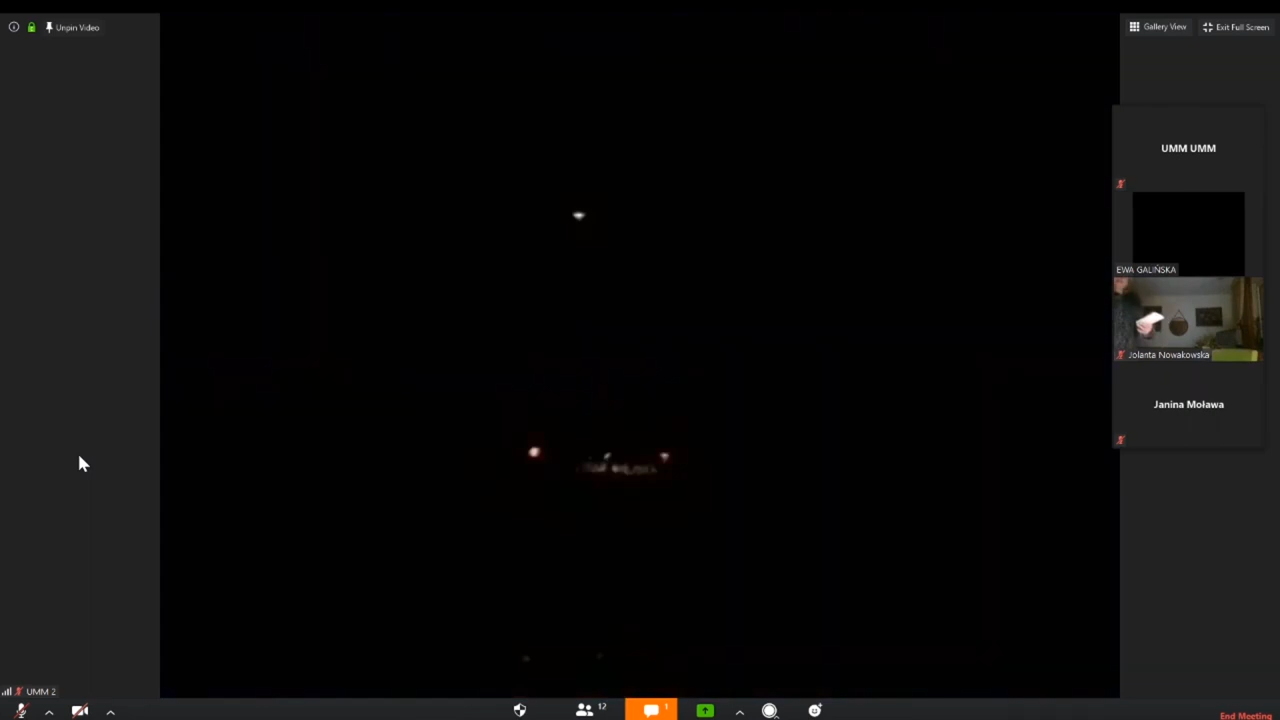 Unpin Video
Gallery View
Exit Full Screen
UMM UMM
EWA GALIŃSKA
Jolanta Nowakowska
Janina Moława
UMM 2
12
1
End Meeting